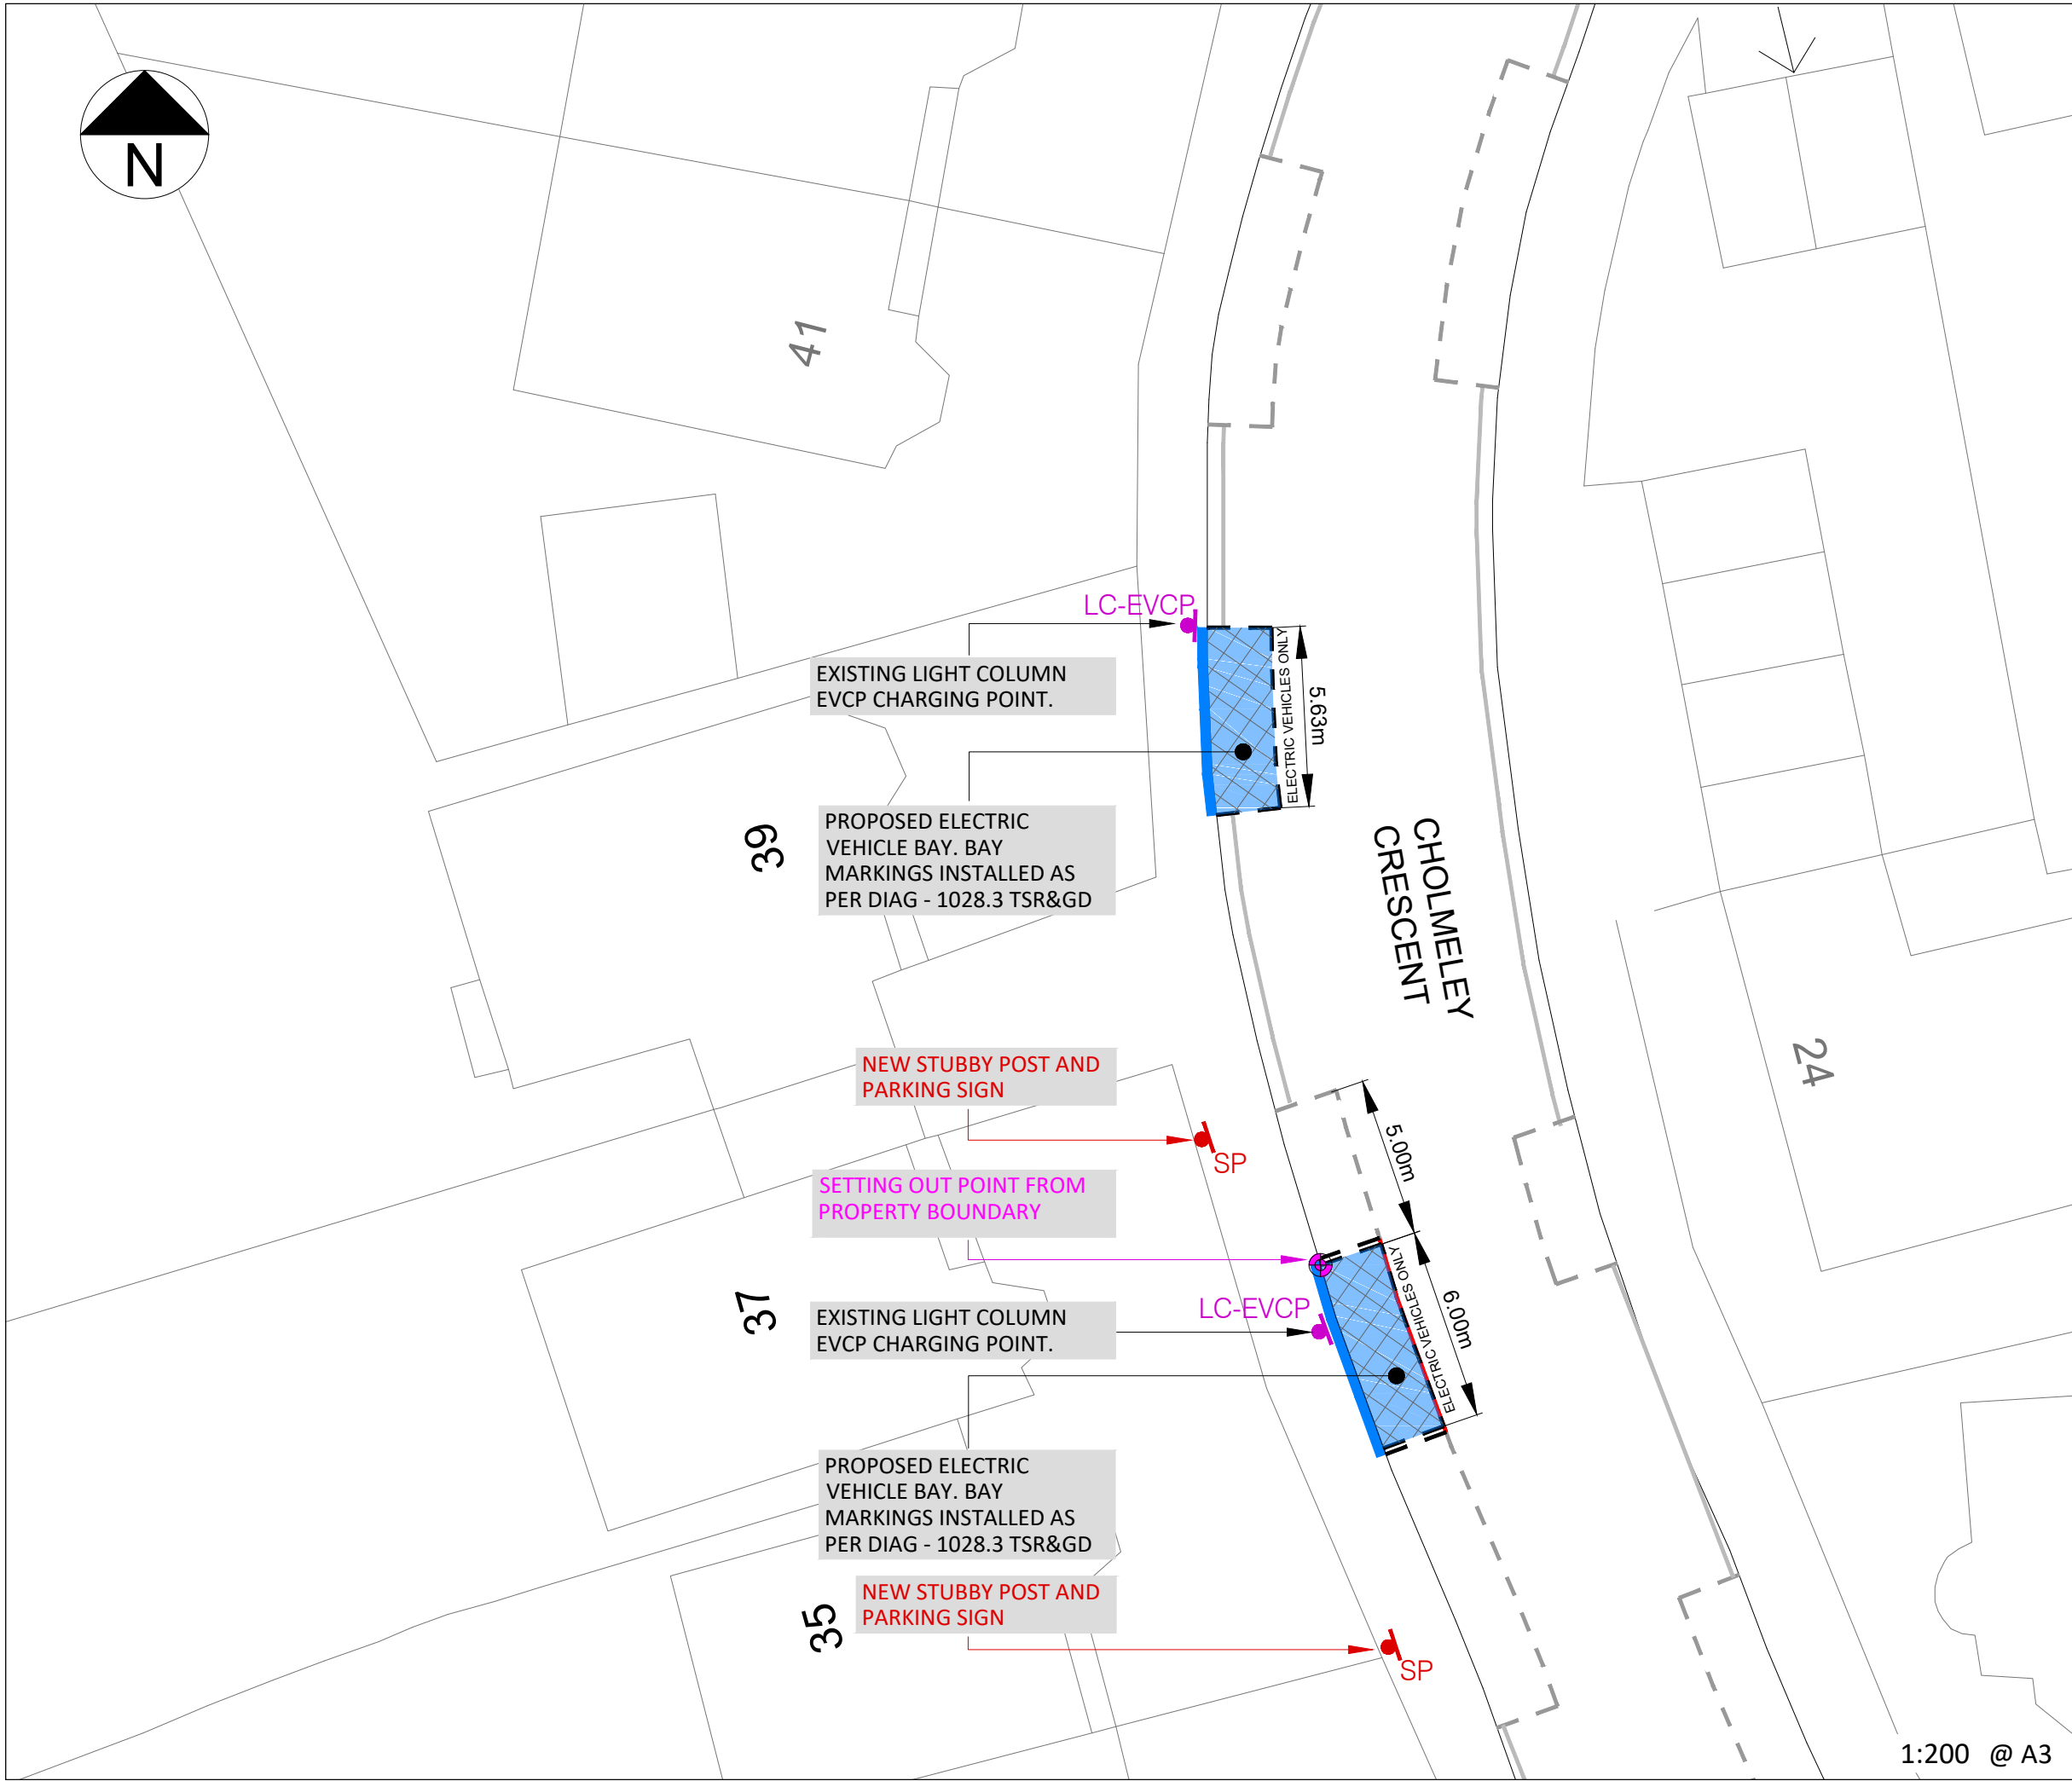 N
41
LC-EVCP
EXISTING LIGHT COLUMN
EVCP CHARGING POINT.
ELECTRIC VEHICLES ONLY
5.63m
PROPOSED ELECTRIC
VEHICLE BAY. BAY
MARKINGS INSTALLED AS
PER DIAG - 1028.3 TSR&GD
39
CHOLMELEY
CRESCENT
24
NEW STUBBY POST AND
PARKING SIGN
SP
5.00m
SETTING OUT POINT FROM
PROPERTY BOUNDARY
37
LC-EVCP
EXISTING LIGHT COLUMN
EVCP CHARGING POINT.
ELECTRIC VEHICLES ONLY
6.00m
PROPOSED ELECTRIC
VEHICLE BAY. BAY
MARKINGS INSTALLED AS
PER DIAG - 1028.3 TSR&GD
35
NEW STUBBY POST AND
PARKING SIGN
SP
1:200 @ A3